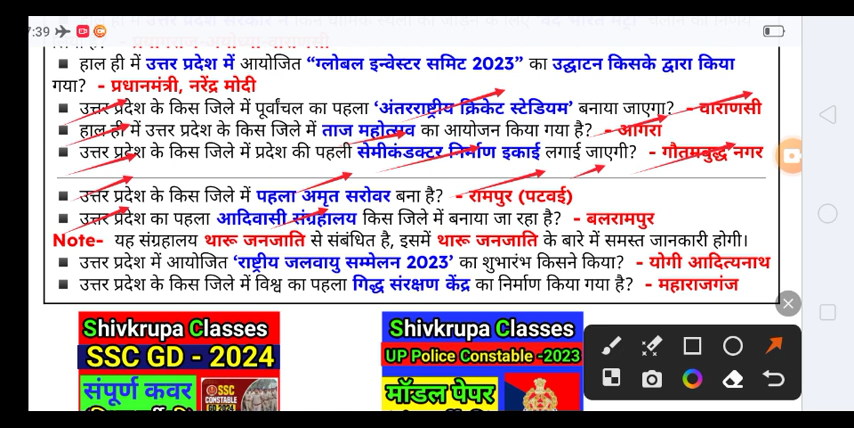 :39
▪ हाल ही में उत्तर प्रदेश में आयोजित “ग्लोबल इन्वेस्टर समिट 2023” का उद्घाटन किसके द्वारा किया
गया? - प्रधानमंत्री, नरेंद्र मोदी
▪ उत्तर प्रदेश के किस जिले में पूर्वांचल का पहला ‘अंतरराष्ट्रीय क्रिकेट स्टेडियम’ बनाया जाएगा? - वाराणसी
▪ हाल ही में उत्तर प्रदेश के किस जिले में ताज महोत्सव का आयोजन किया गया है? - आगरा
▪ उत्तर प्रदेश के किस जिले में प्रदेश की पहली सेमीकंडक्टर निर्माण इकाई लगाई जाएगी? - गौतमबुद्ध नगर
▪ उत्तर प्रदेश के किस जिले में पहला अमृत सरोवर बना है? - रामपुर (पटवई)
▪ उत्तर प्रदेश का पहला आदिवासी संग्रहालय किस जिले में बनाया जा रहा है? - बलरामपुर
Note- यह संग्रहालय थारू जनजाति से संबंधित है, इसमें थारू जनजाति के बारे में समस्त जानकारी होगी।
▪ उत्तर प्रदेश में आयोजित ‘राष्ट्रीय जलवायु सम्मेलन 2023’ का शुभारंभ किसने किया? - योगी आदित्यनाथ
▪ उत्तर प्रदेश के किस जिले में विश्व का पहला गिद्ध संरक्षण केंद्र का निर्माण किया गया है? - महाराजगंज
Shivkrupa Classes
SSC GD - 2024
संपूर्ण कवर
SSC
CONSTABLE
GD 2024
Shivkrupa Classes
UP Police Constable -2023
मॉडल पेपर